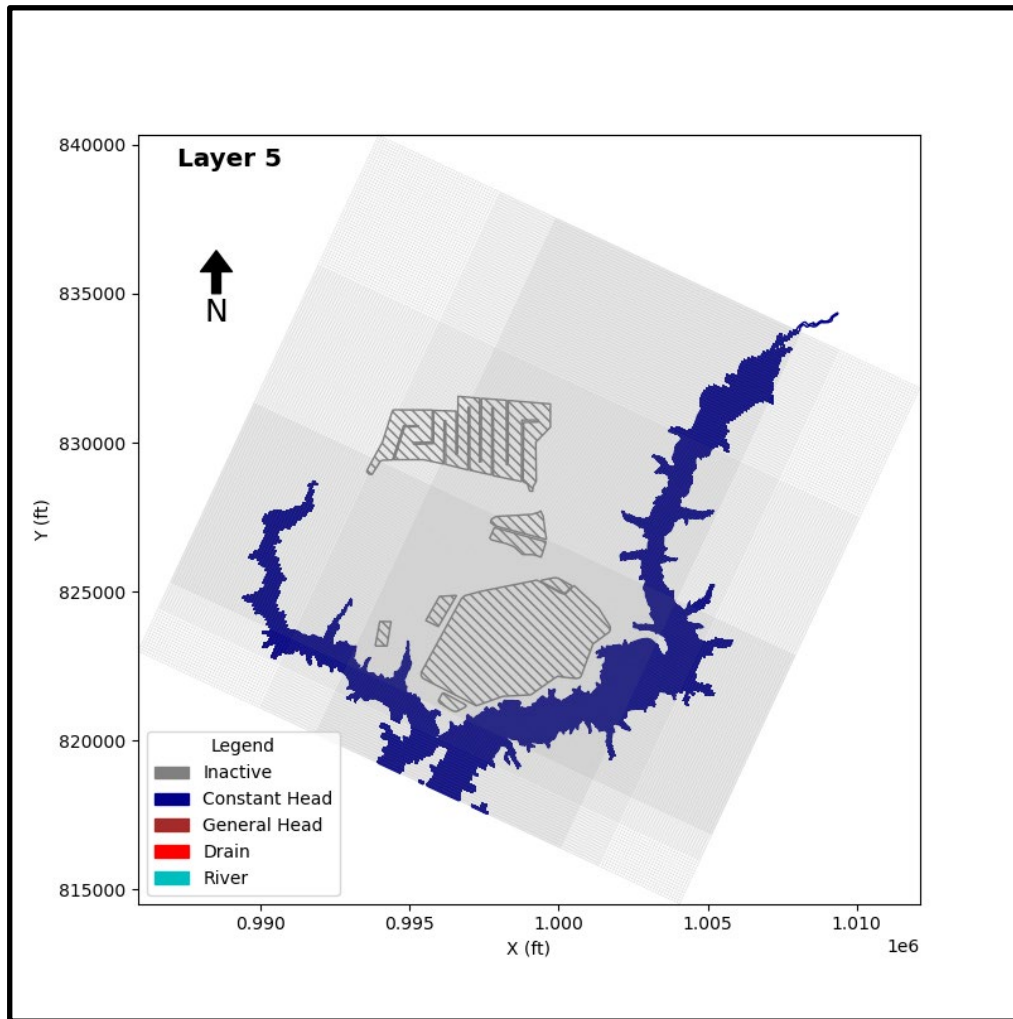 Layer 5
N
840000
835000
830000
825000
820000
815000
Y (ft)
Legend
Inactive
Constant Head
General Head
Drain
River
0.990 0.995 1.000 1.005 1.010
X (ft)
1e6